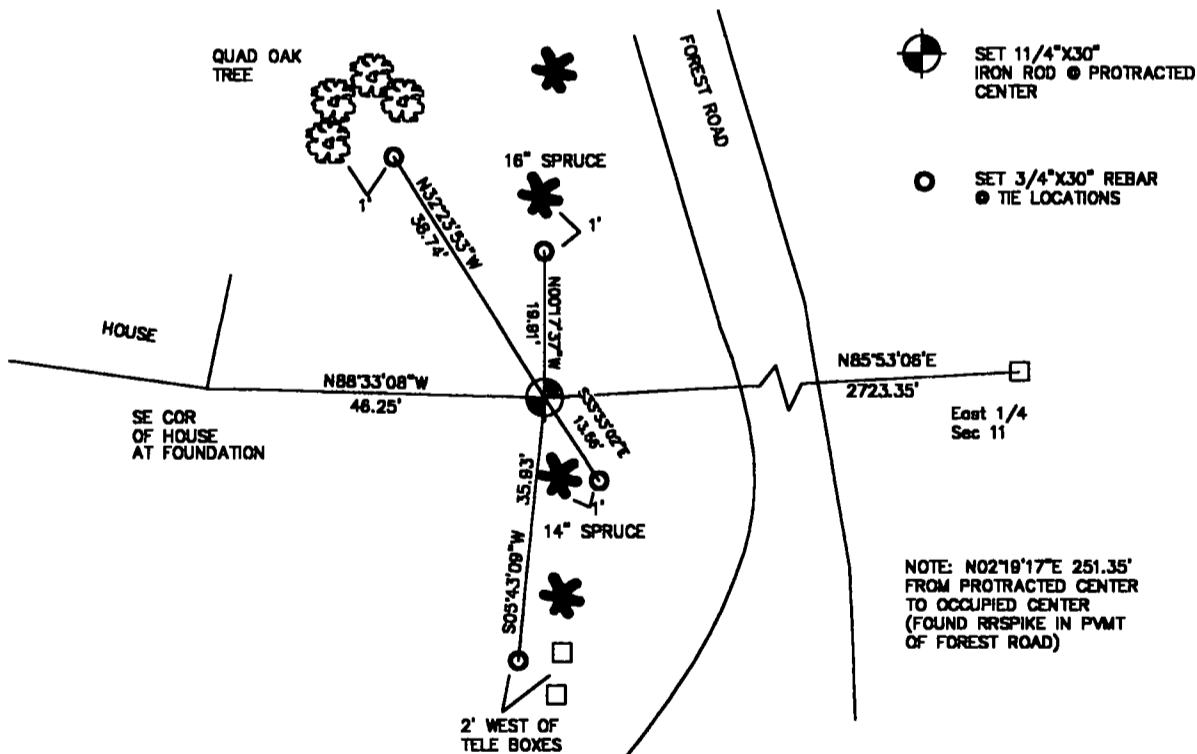 QUAD OAK
TREE
FOREST ROAD
SET 11/4"X30"
IRON ROD @ PROTRACTED
CENTER
16" SPRUCE
SET 3/4"X30" REBAR
@ TIE LOCATIONS
1'
1'
N32°23'53"W
38.74'
N00°17'37"W
19.81'
HOUSE
N88°33'08"W
46.25'
N85°53'06"E
2723.35'
SE COR
OF HOUSE
AT FOUNDATION
S33°33'02"E
13.66'
East 1/4
Sec 11
35.93'
S05°43'09"W
1'
14" SPRUCE
NOTE: N02°19'17"E 251.35'
FROM PROTRACTED CENTER
TO OCCUPIED CENTER
(FOUND RRSPIKE IN PVMT
OF FOREST ROAD)
2' WEST OF
TELE BOXES